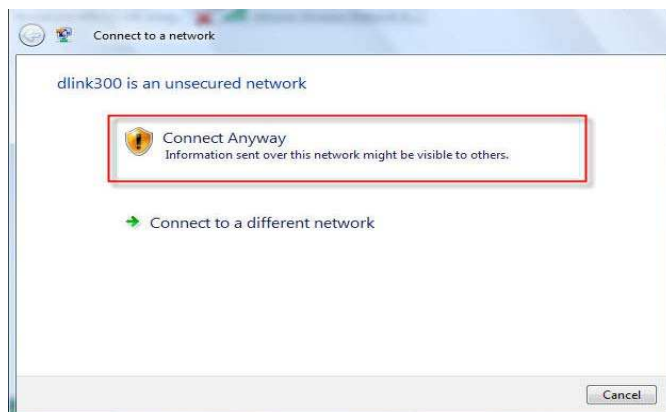 Connect to a network
dlink300 is an unsecured network
Connect Anyway
Information sent over this network might be visible to others.
Connect to a different network
Cancel